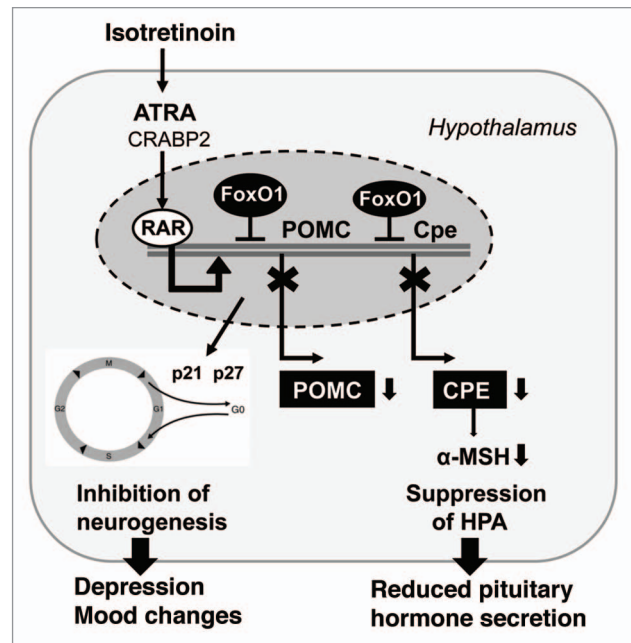 Isotretinoin
ATRA
CRABP2
Hypothalamus
FoxO1
FoxO1
RAR
POMC
Cpe
p21 p27
M
G2
G1
G0
S
POMC
CPE
α-MSH
Inhibition of
neurogenesis
Suppression
of HPA
Depression
Mood changes
Reduced pituitary
hormone secretion